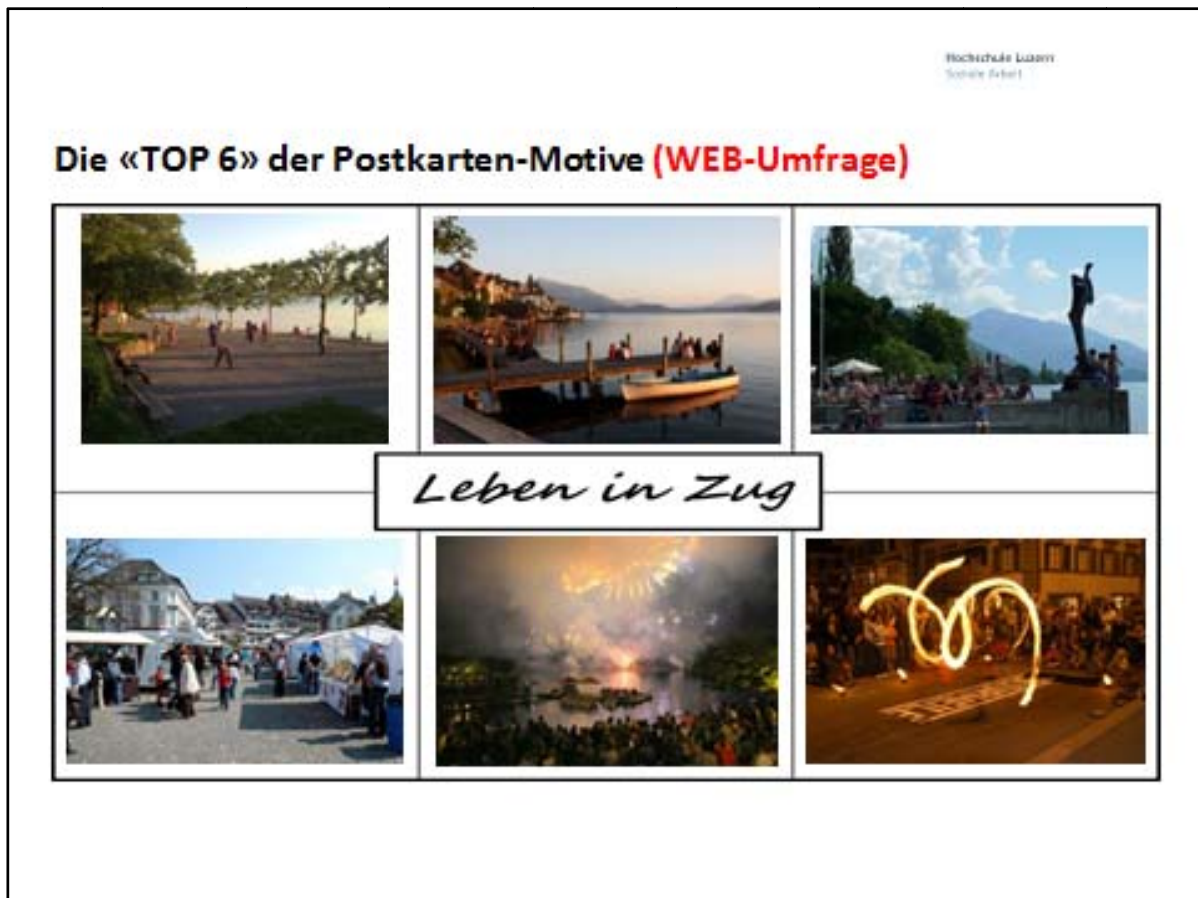 Hochschule Luzern
Soziale Arbeit
Die «TOP 6» der Postkarten-Motive (WEB-Umfrage)
Leben in Zug